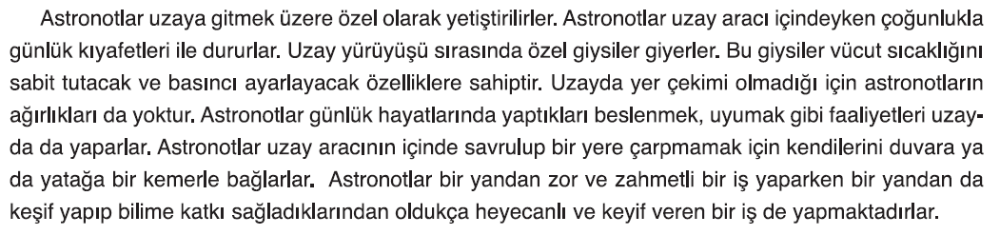 Astronotlar uzaya gitmek üzere özel olarak yetiştirilirler. Astronotlar uzay aracı içindeyken çoğunlukla
günlük kıyafetleri ile dururlar. Uzay yürüyüşü sırasında özel giysiler giyerler. Bu giysiler vücut sıcaklığını
sabit tutacak ve basıncı ayarlayacak özelliklere sahiptir. Uzayda yer çekimi olmadığı için astronotların
ağırlıkları da yoktur. Astronotlar günlük hayatlarında yaptıkları beslenmek, uyumak gibi faaliyetleri uzay-
da da yaparlar. Astronotlar uzay aracının içinde savrulup bir yere çarpmamak için kendilerini duvara ya
da yatağa bir kemerle bağlarlar.  Astronotlar bir yandan zor ve zahmetli bir iş yaparken bir yandan da
keşif yapıp bilime katkı sağladıklarından oldukça heyecanlı ve keyif veren bir iş de yapmaktadırlar.